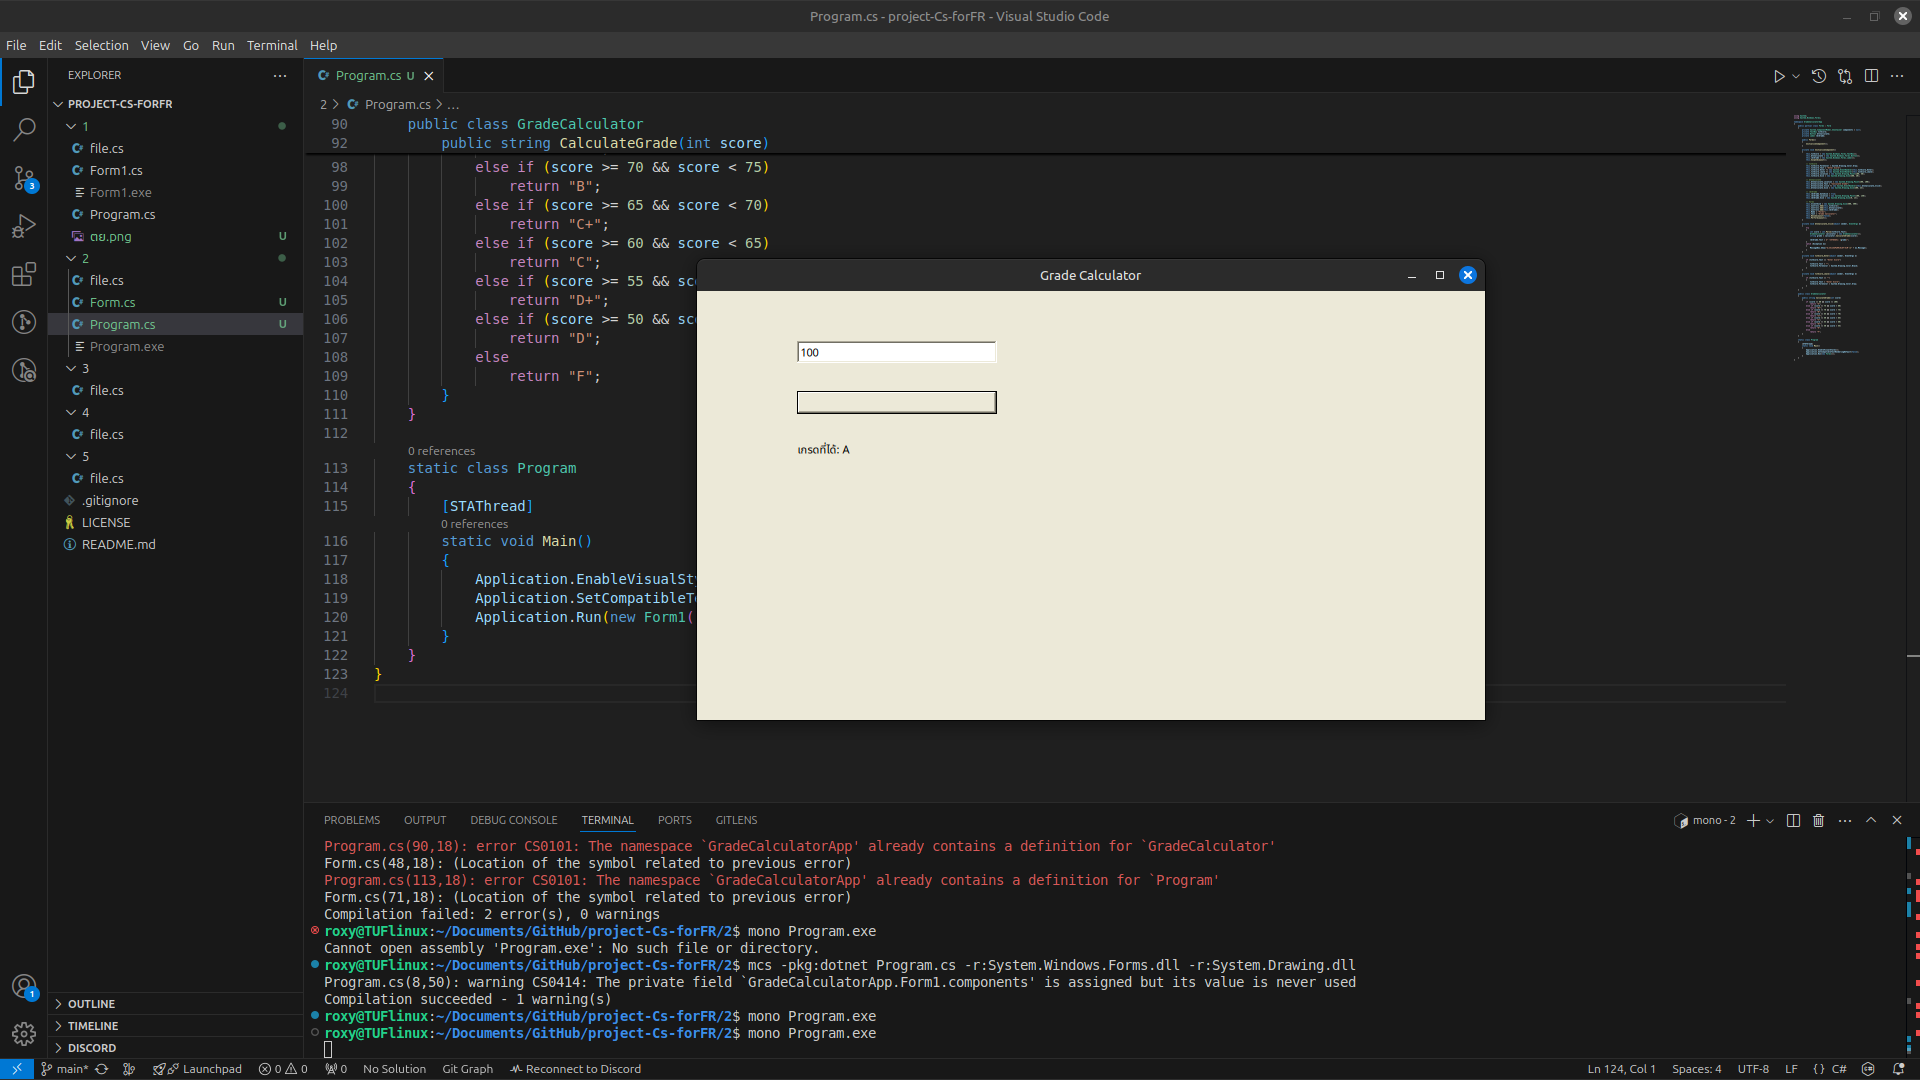 Program.cs - project-Cs-forFR - Visual Studio Code
File Edit Selection View Go Run Terminal Help
EXPLORER
PROJECT-CS-FORFR
1
file.cs
Form1.cs
Form1.exe
Program.cs
ตย.png U
2
file.cs
Form.cs U
Program.cs U
Program.exe
3
file.cs
4
file.cs
5
file.cs
.gitignore
LICENSE
README.md
OUTLINE
TIMELINE
DISCORD
3
1
Program.cs U
2 > Program.cs > ...
90 public class GradeCalculator
92 public string CalculateGrade(int score)
98 else if (score >= 70 && score < 75)
99 return "B";
100 else if (score >= 65 && score < 70)
101 return "C+";
102 else if (score >= 60 && score < 65)
103 return "C";
104 else if (score >= 55 && sc
105 return "D+";
106 else if (score >= 50 && sc
107 return "D";
108 else
109 return "F";
110 }
111 }
112
0 references
113 static class Program
114 {
115 [STAThread]
0 references
116 static void Main()
117 {
118 Application.EnableVisualSt
119 Application.SetCompatibleT
120 Application.Run(new Form1(
121 }
122 }
123 }
124
Grade Calculator
100
เกรดที่ได้: A
PROBLEMS OUTPUT DEBUG CONSOLE TERMINAL PORTS GITLENS
mono - 2
Program.cs(90,18): error CS0101: The namespace `GradeCalculatorApp' already contains a definition for `GradeCalculator'
Form.cs(48,18): (Location of the symbol related to previous error)
Program.cs(113,18): error CS0101: The namespace `GradeCalculatorApp' already contains a definition for `Program'
Form.cs(71,18): (Location of the symbol related to previous error)
Compilation failed: 2 error(s), 0 warnings
roxy@TUFlinux:~/Documents/GitHub/project-Cs-forFR/2$ mono Program.exe
Cannot open assembly 'Program.exe': No such file or directory.
roxy@TUFlinux:~/Documents/GitHub/project-Cs-forFR/2$ mcs -pkg:dotnet Program.cs -r:System.Windows.Forms.dll -r:System.Drawing.dll
Program.cs(8,50): warning CS0414: The private field `GradeCalculatorApp.Form1.components' is assigned but its value is never used
Compilation succeeded - 1 warning(s)
roxy@TUFlinux:~/Documents/GitHub/project-Cs-forFR/2$ mono Program.exe
roxy@TUFlinux:~/Documents/GitHub/project-Cs-forFR/2$ mono Program.exe
main* Launchpad 0 0 0 No Solution Git Graph Reconnect to Discord Ln 124, Col 1 Spaces: 4 UTF-8 LF {} C#